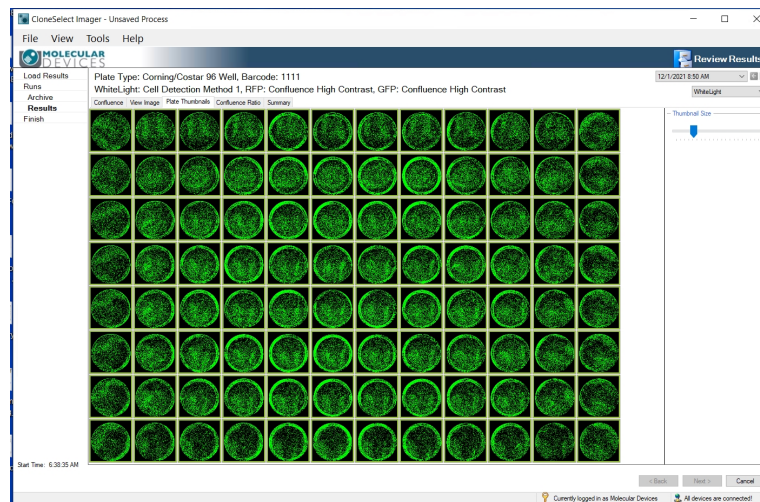 CloneSelect Imager - Unsaved Process
File View Tools Help
MOLECULAR
DEVICES
Review Results
Load Results
Runs
Archive
Results
Finish
Plate Type: Corning/Costar 96 Well, Barcode: 1111
WhiteLight: Cell Detection Method 1, RFP: Confluence High Contrast, GFP: Confluence High Contrast
12/1/2021 8:50 AM
WhiteLight
Confluence View Image Plate Thumbnails Confluence Ratio Summary
Thumbnail Size
Start Time: 6:38:35 AM
< Back Next > Cancel
Currently logged in as Molecular Devices All devices are connected!